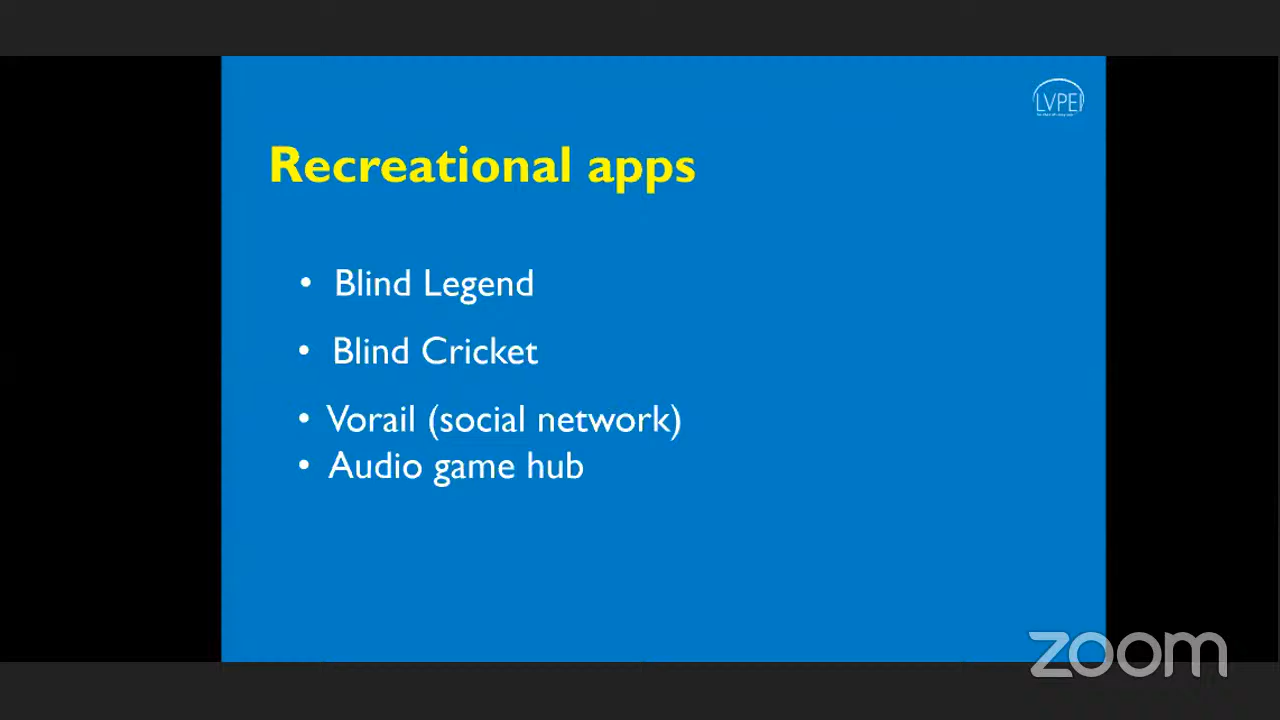 LVPEI
Recreational apps
• Blind Legend
• Blind Cricket
• Vorail (social network)
• Audio game hub
zoom